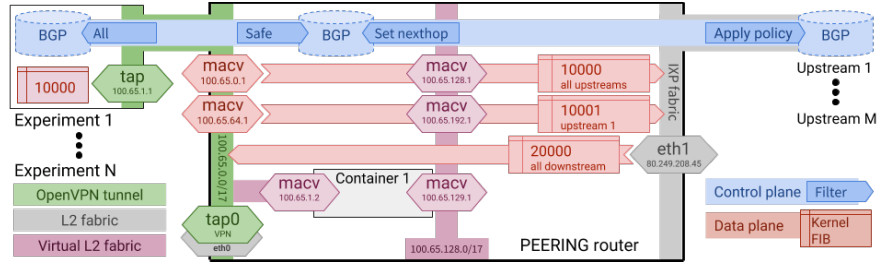 BGP
All
Safe
BGP
Set nexthop
Apply policy
BGP
10000
tap
100.65.1.1
macv
100.65.0.1
macv
100.65.128.1
10000
all upstreams
IXP fabric
Upstream 1
Experiment 1
macv
100.65.64.1
macv
100.65.192.1
10001
upstream 1
Upstream M
100.65.0.0/17
20000
all downstream
eth1
80.249.208.45
Experiment N
macv
100.65.1.2
Container 1
macv
100.65.129.1
OpenVPN tunnel
L2 fabric
Virtual L2 fabric
tap0
VPN
eth0
100.65.128.0/17
PEERING router
Control plane
Filter
Data plane
Kernel
FIB